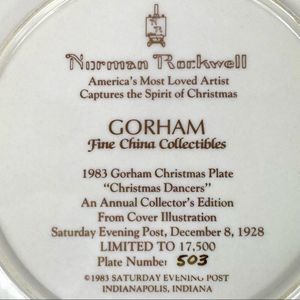 Norman Rockwell
America's Most Loved Artist
Captures the Spirit of Christmas
GORHAM
Fine China Collectibles
1983 Gorham Christmas Plate
"Christmas Dancers"
An Annual Collector's Edition
From Cover Illustration
Saturday Evening Post, December 8, 1928
LIMITED TO 17,500
Plate Number 503
©1983 SATURDAY EVENING POST
INDIANAPOLIS, INDIANA